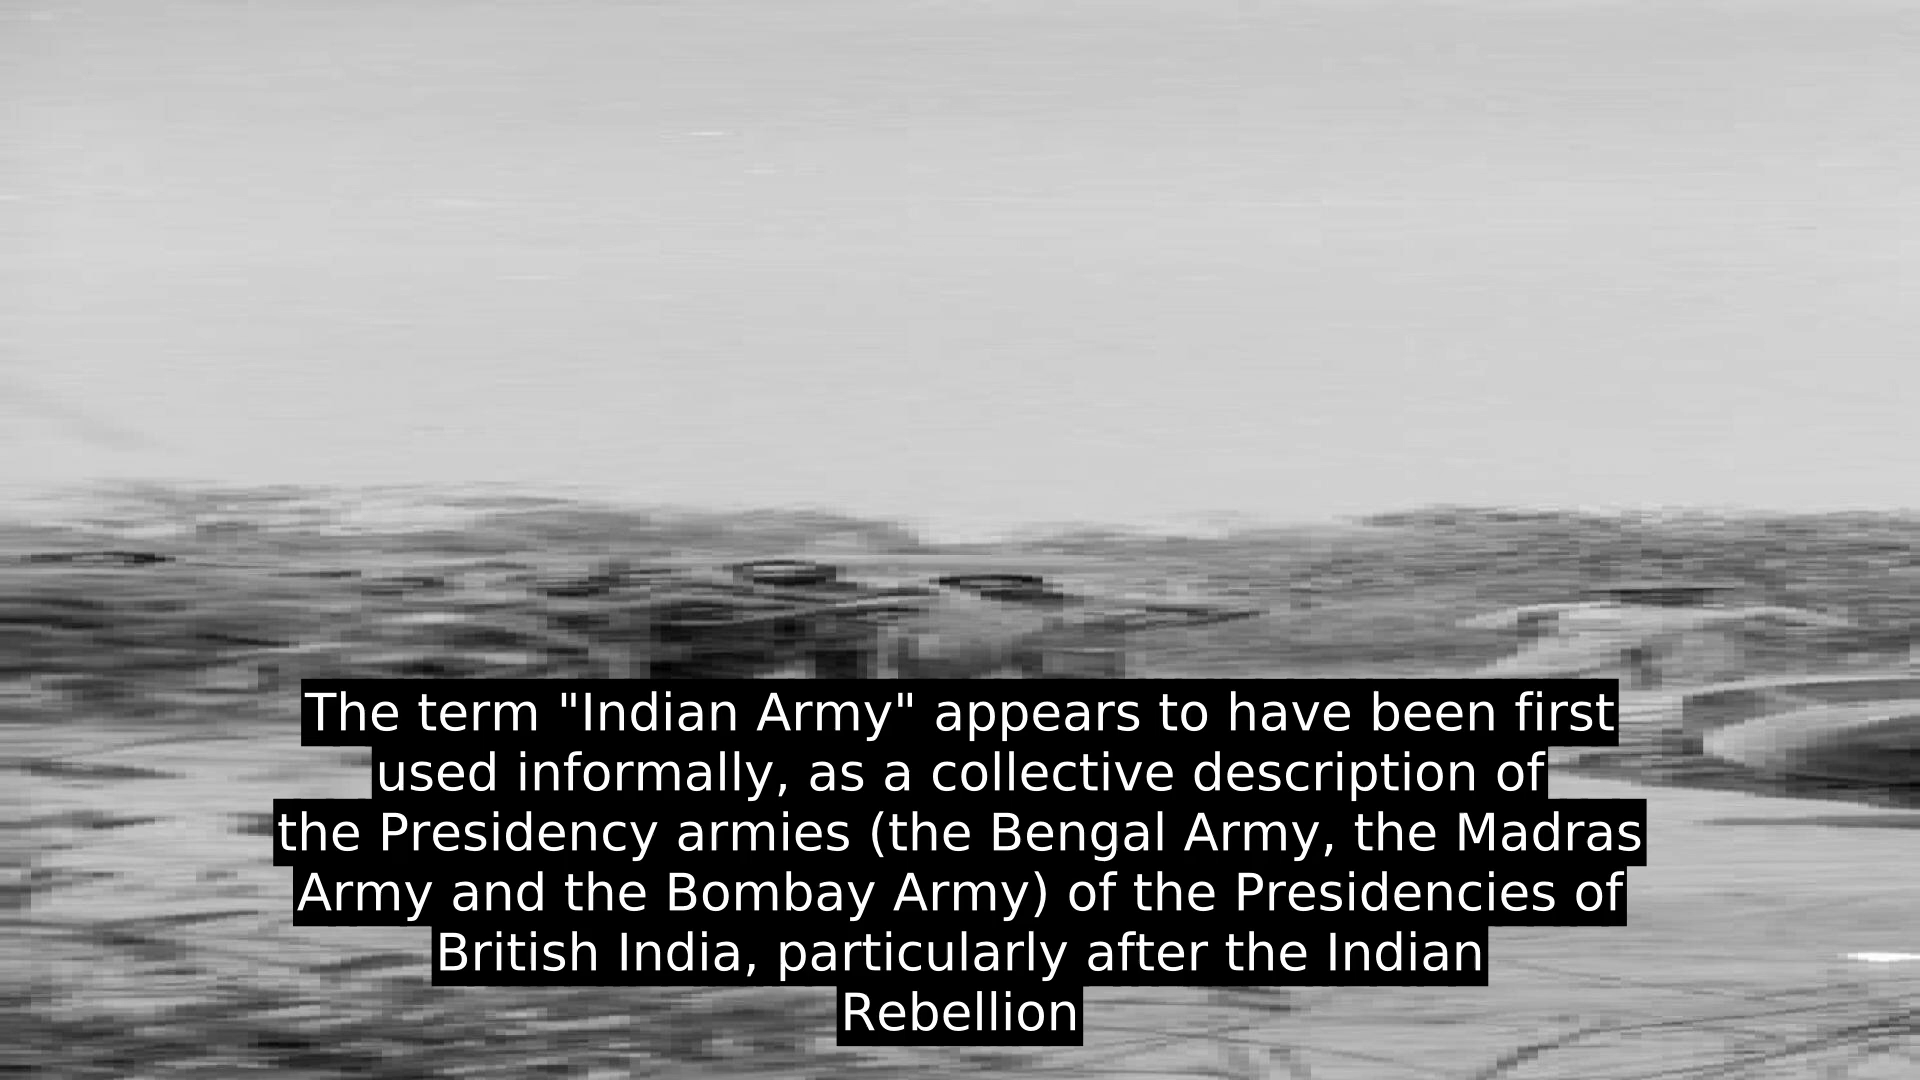 The term "Indian Army" appears to have been first
used informally, as a collective description of
the Presidency armies (the Bengal Army, the Madras
Army and the Bombay Army) of the Presidencies of
British India, particularly after the Indian
Rebellion